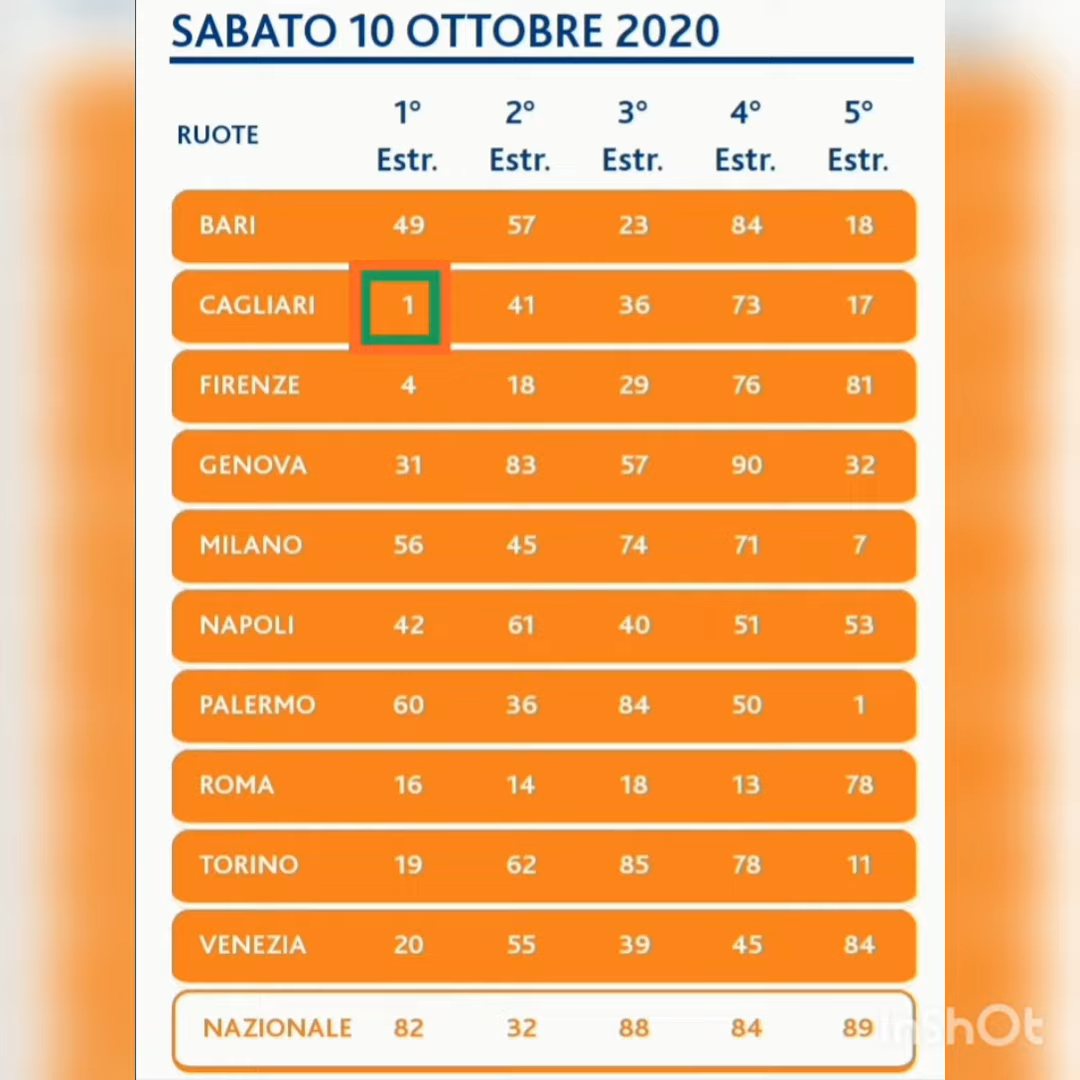 SABATO 10 OTTOBRE 2020
RUOTE 1° Estr. 2° Estr. 3° Estr. 4° Estr. 5° Estr.
BARI 49 57 23 84 18
CAGLIARI 1 41 36 73 17
FIRENZE 4 18 29 76 81
GENOVA 31 83 57 90 32
MILANO 56 45 74 71 7
NAPOLI 42 61 40 51 53
PALERMO 60 36 84 50 1
ROMA 16 14 18 13 78
TORINO 19 62 85 78 11
VENEZIA 20 55 39 45 84
NAZIONALE 82 32 88 84 89
InShOt